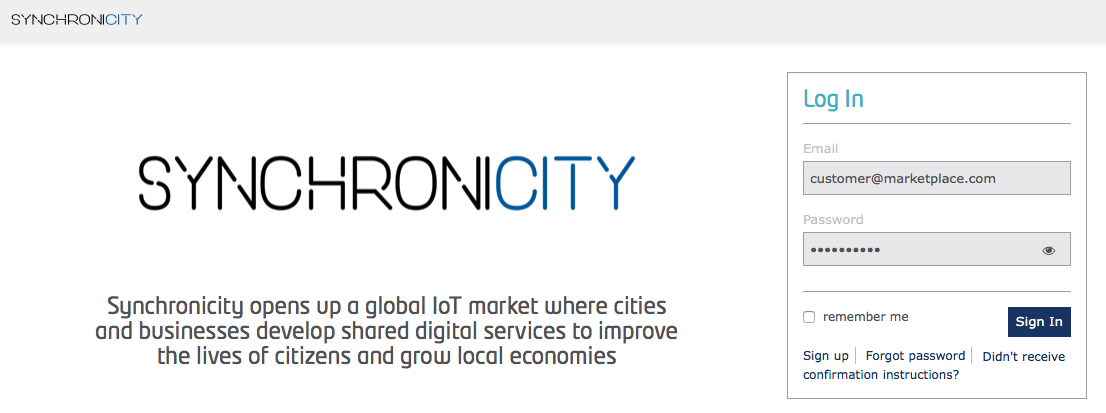 SYNCHRONICITY
SYNCHRONICITY
Synchronicity opens up a global IoT market where cities
and businesses develop shared digital services to improve
the lives of citizens and grow local economies
Log In
Email
customer@marketplace.com
Password
••••••••••
remember me
Sign In
Sign up
Forgot password
Didn't receive
confirmation instructions?